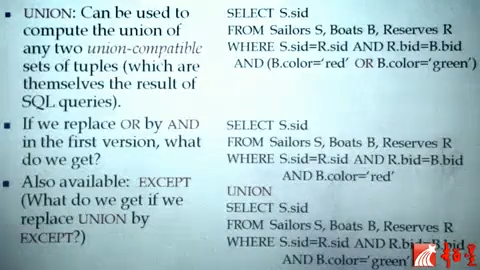 UNION: Can be used to
compute the union of
any two union-compatible
sets of tuples (which are
themselves the result of
SQL queries).
If we replace OR by AND
in the first version, what
do we get?
Also available: EXCEPT
(What do we get if we
replace UNION by
EXCEPT?)
SELECT S.sid
FROM Sailors S, Boats B, Reserves R
WHERE S.sid=R.sid AND R.bid=B.bid
AND (B.color=‘red’ OR B.color=‘green’)
SELECT S.sid
FROM Sailors S, Boats B, Reserves R
WHERE S.sid=R.sid AND R.bid=B.bid
AND B.color=‘red’
UNION
SELECT S.sid
FROM Sailors S, Boats B, Reserves R
WHERE S.sid=R.sid AND R.bid=B.bid
AND B.color=‘green’